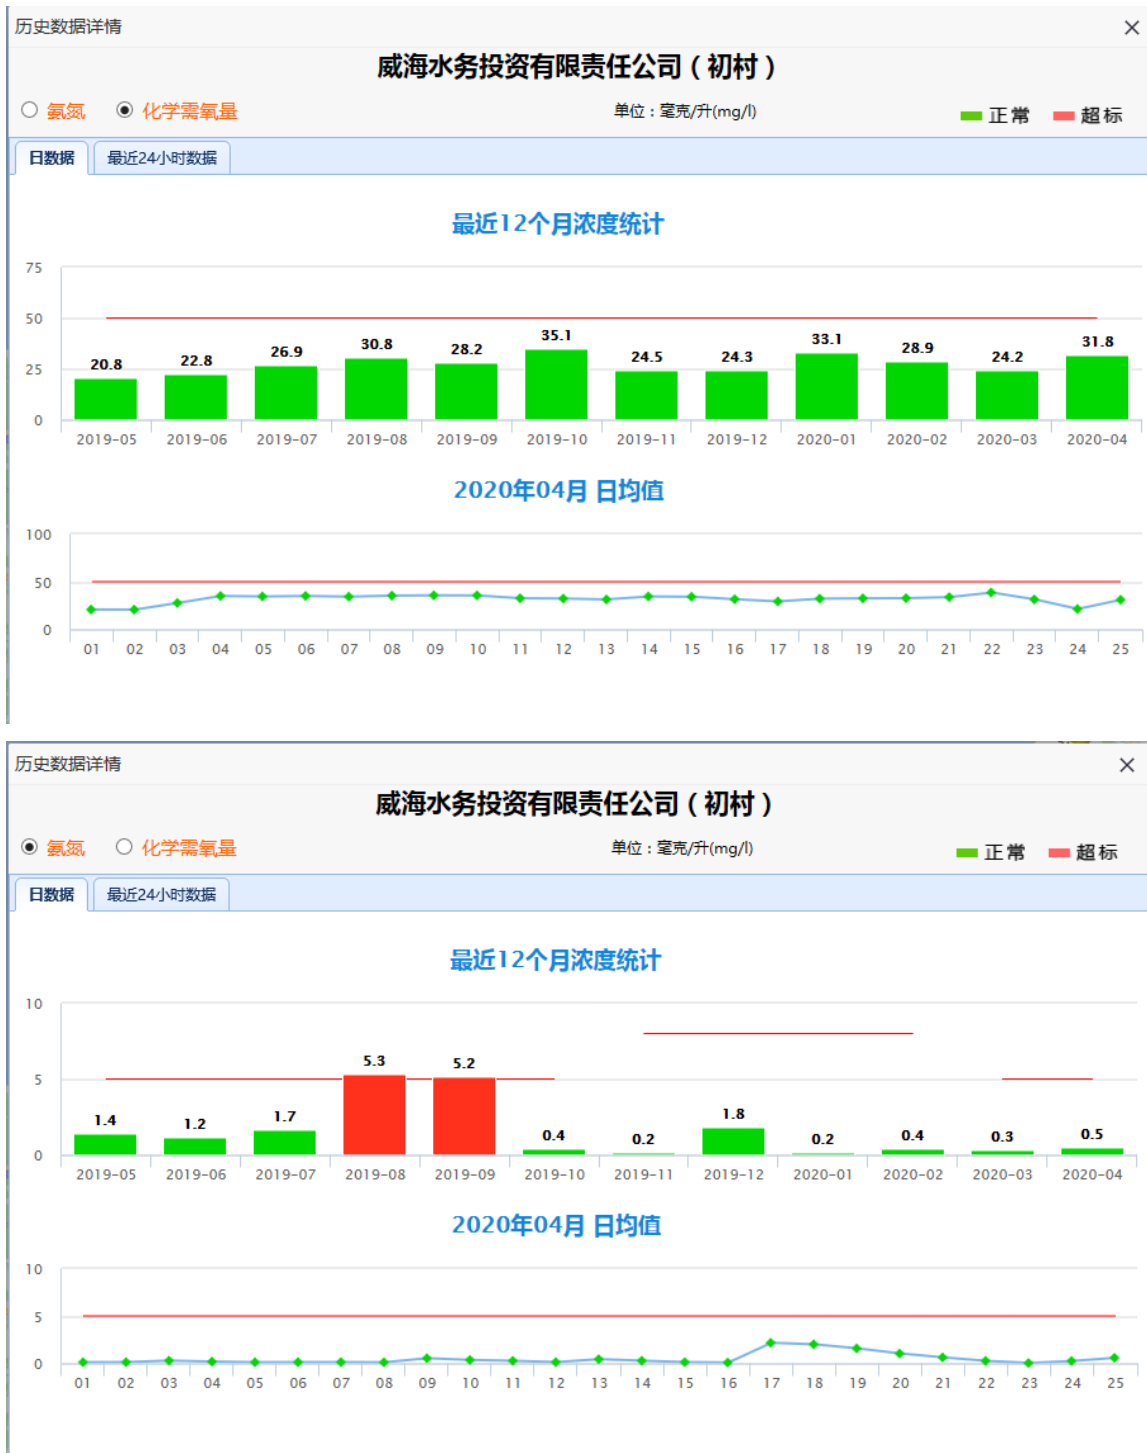 历史数据详情
威海水务投资有限责任公司（初村）
氨氮 化学需氧量 单位：毫克/升(mg/l) 正常 超标
日数据 最近24小时数据
最近12个月浓度统计
75
50
25
0
20.8 22.8 26.9 30.8 28.2 35.1 24.5 24.3 33.1 28.9 24.2 31.8
2019-05 2019-06 2019-07 2019-08 2019-09 2019-10 2019-11 2019-12 2020-01 2020-02 2020-03 2020-04
2020年04月 日均值
100
50
0
01 02 03 04 05 06 07 08 09 10 11 12 13 14 15 16 17 18 19 20 21 22 23 24 25
历史数据详情
威海水务投资有限责任公司（初村）
氨氮 化学需氧量 单位：毫克/升(mg/l) 正常 超标
日数据 最近24小时数据
最近12个月浓度统计
10
5
0
1.4 1.2 1.7 5.3 5.2 0.4 0.2 1.8 0.2 0.4 0.3 0.5
2019-05 2019-06 2019-07 2019-08 2019-09 2019-10 2019-11 2019-12 2020-01 2020-02 2020-03 2020-04
2020年04月 日均值
10
5
0
01 02 03 04 05 06 07 08 09 10 11 12 13 14 15 16 17 18 19 20 21 22 23 24 25